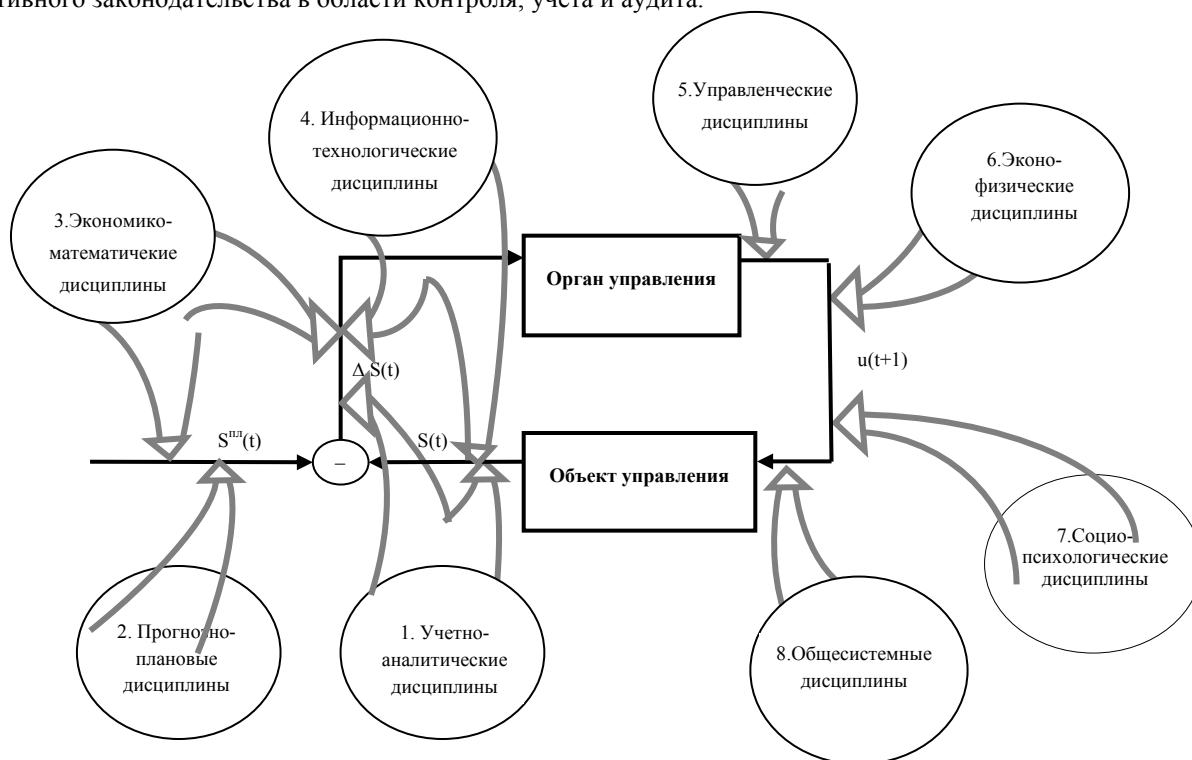 тивного законодательства в области контроля, учета и аудита.
5.Управленческие
дисциплины
4. Информационно-
технологические
дисциплины
6.Эконо-
физические
дисциплины
3.Экономико-
математичекие
дисциплины
Орган управления
Δ S(t)
u(t+1)
Sпл(t)
S(t)
–
Объект управления
7.Социо-
психологические
дисциплины
2. Прогнозно-
плановые
дисциплины
1. Учетно-
аналитические
дисциплины
8.Общесистемные
дисциплины